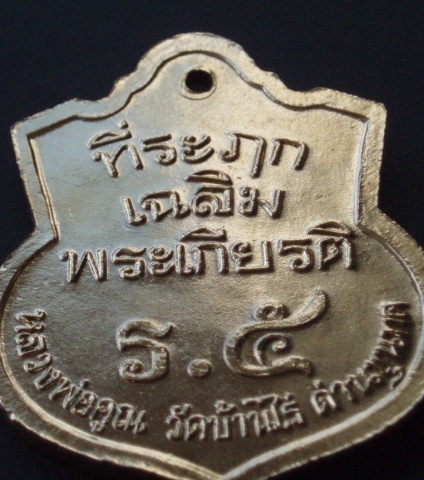 ที่ระฦก
เฉลิม
พระเกียรติ
ร.๕
หลวงพ่อคูณ วัดบ้านไร่ ด่านขุนทด